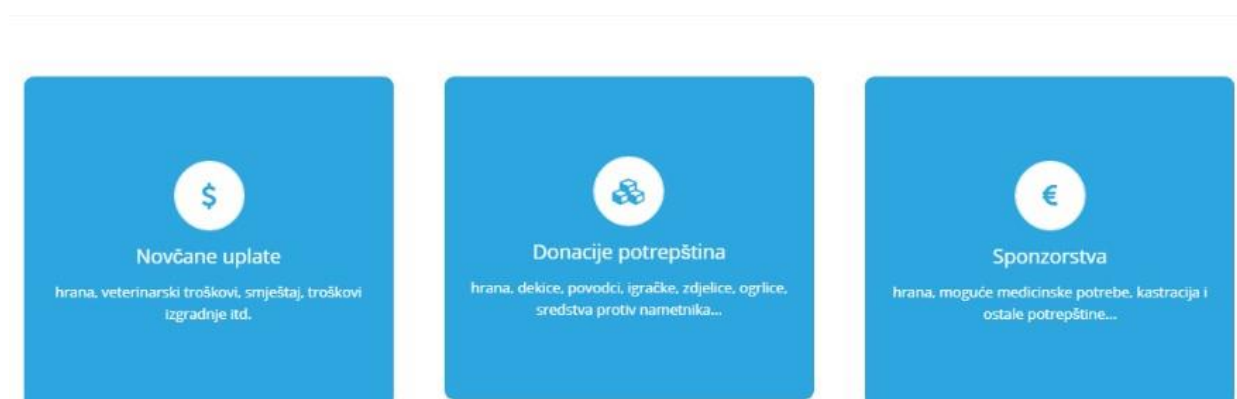 $
Novčane uplate
hrana, veterinarski troškovi, smještaj, troškovi
izgradnje itd.
Donacije potrepština
hrana, dekice, povodci, igračke, zdjelice, ogrlice,
sredstva protiv nametnika...
€
Sponzorstva
hrana, moguće medicinske potrebe, kastracija i
ostale potrepštine...